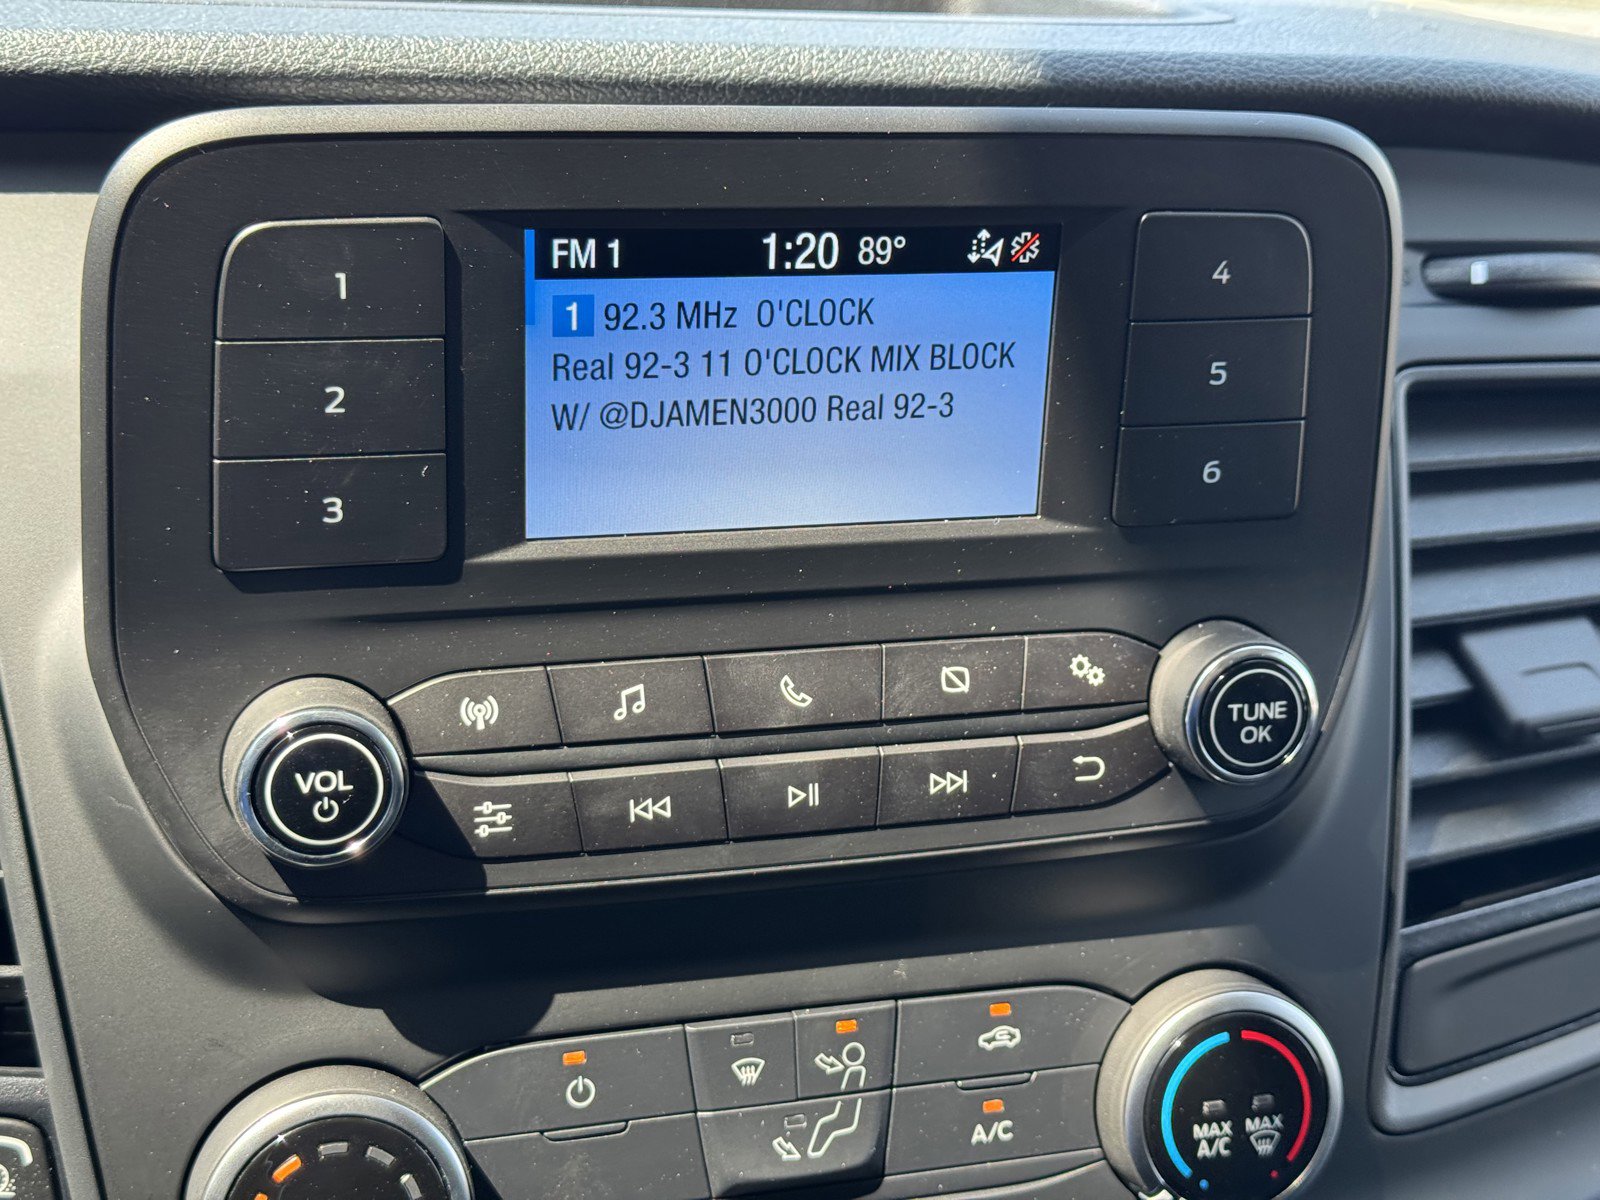 FM 1 1:20 89°
1 92.3 MHz O'CLOCK
Real 92-3 11 O'CLOCK MIX BLOCK
W/ @DJAMEN3000 Real 92-3
1
2
3
4
5
6
VOL
TUNE
OK
A/C
MAX
A/C
MAX